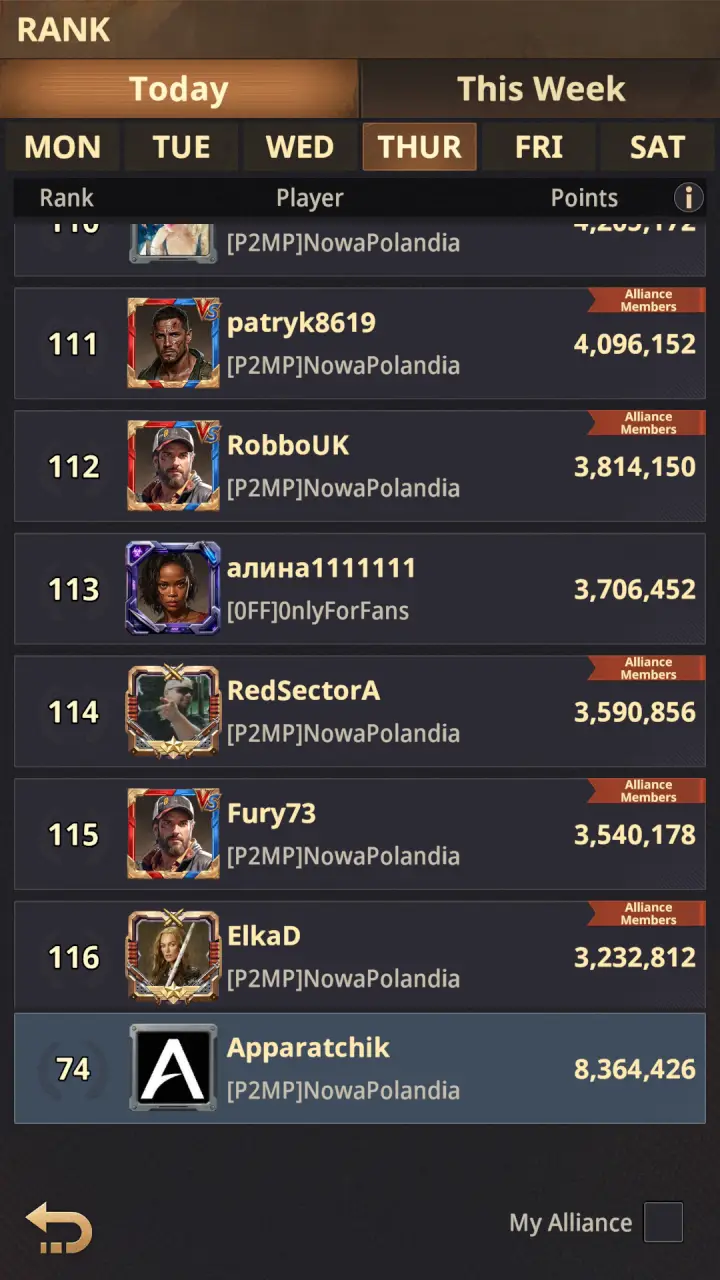 RANK
Today
This Week
MON
TUE
WED
THUR
FRI
SAT
Rank
Player
Points
[P2MP]NowaPolandia
111
patryk8619
[P2MP]NowaPolandia
Alliance
Members
4,096,152
112
RobboUK
[P2MP]NowaPolandia
Alliance
Members
3,814,150
113
алина1111111
[0FF]0nlyForFans
3,706,452
114
RedSectorA
[P2MP]NowaPolandia
Alliance
Members
3,590,856
115
Fury73
[P2MP]NowaPolandia
Alliance
Members
3,540,178
116
ElkaD
[P2MP]NowaPolandia
Alliance
Members
3,232,812
74
Apparatchik
[P2MP]NowaPolandia
8,364,426
My Alliance